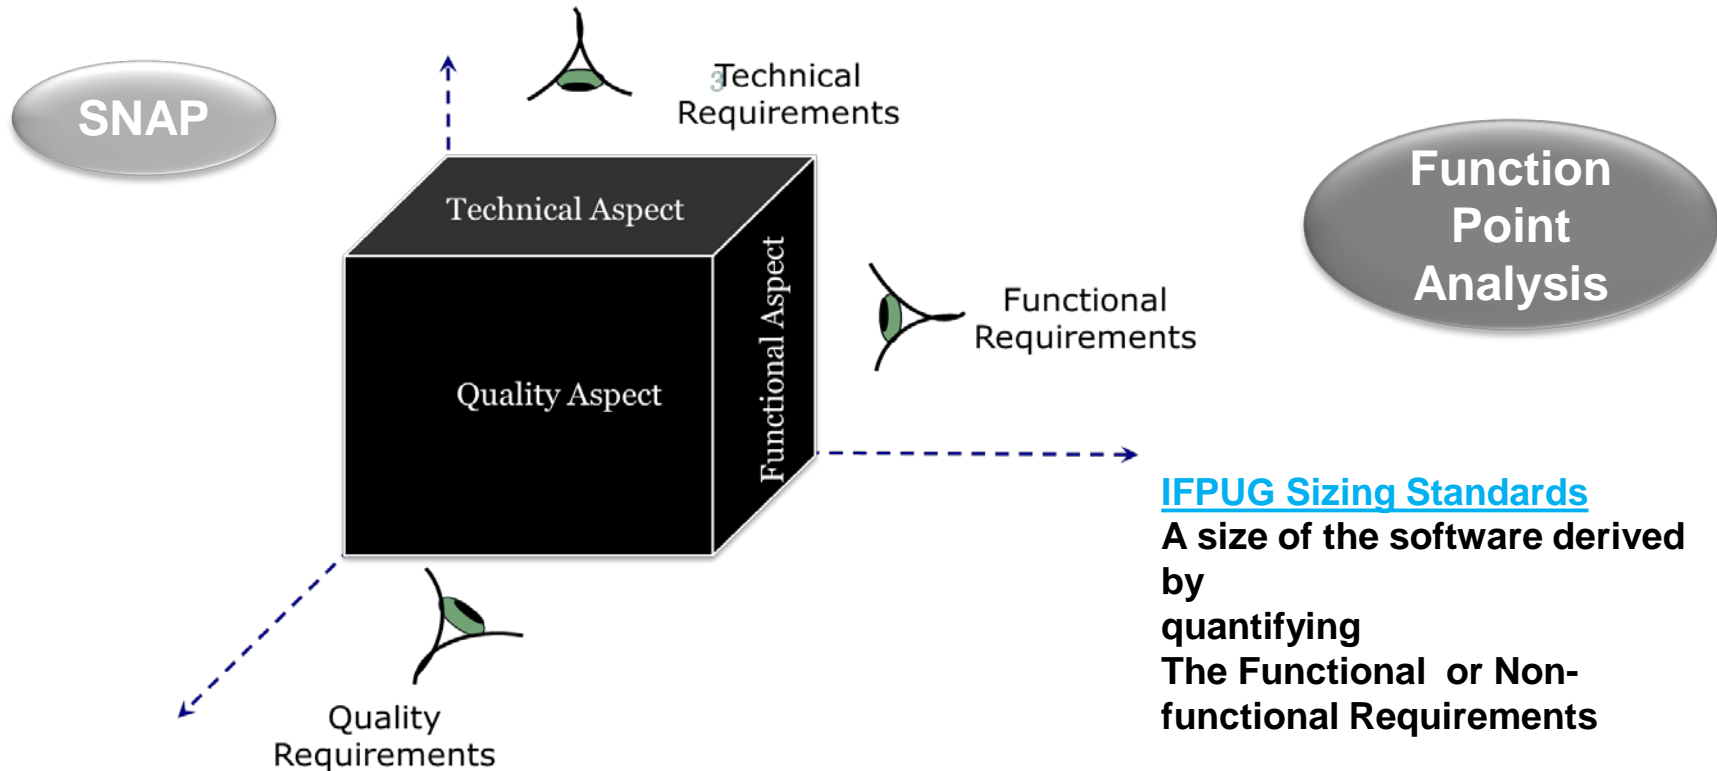 SNAP
3
Technical
Requirements
Function
Point
Analysis
Technical Aspect
Functional Aspect
Functional
Requirements
Quality Aspect
IFPUG Sizing Standards
A size of the software derived
by
quantifying
The Functional or Non-
functional Requirements
Quality
Requirements